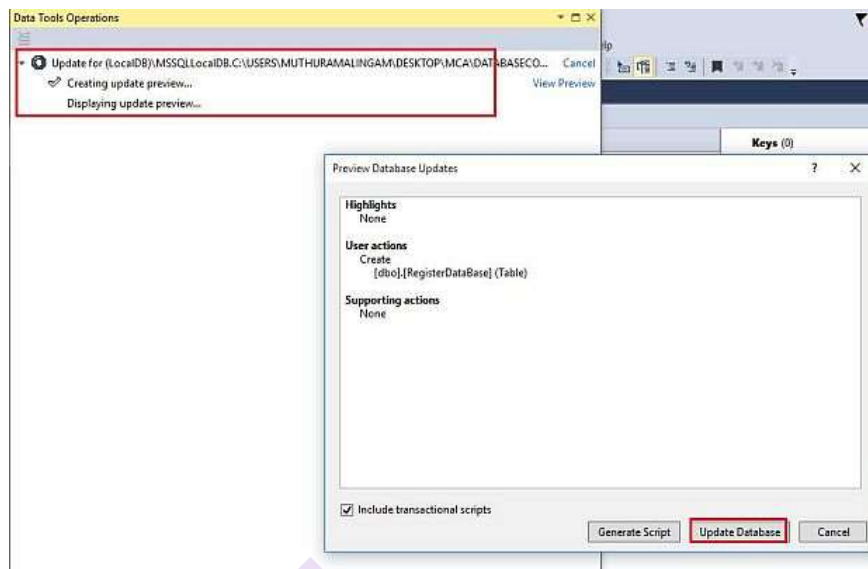 Data Tools Operations
Update for (LocalDB)\MSSQLLocalDB.C:\USERS\MUTHURAMALINGAM\DESKTOP\MCA\DATABASECO... Cancel
Creating update preview... View Preview
Displaying update preview...
lp
Keys (0)
Preview Database Updates ? X
Highlights
None
User actions
Create
[dbo].[RegisterDataBase] (Table)
Supporting actions
None
Include transactional scripts
Generate Script Update Database Cancel